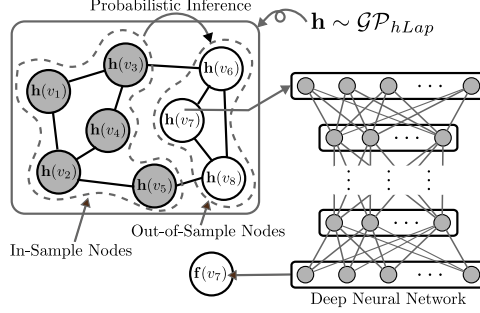 Probabilistic Inference
h ∼ 𝒢𝒫hLap
h(v3)
h(v6)
h(v1)
h(v7)
h(v4)
h(v2)
h(v5)
h(v8)
In-Sample Nodes
Out-of-Sample Nodes
f(v7)
Deep Neural Network